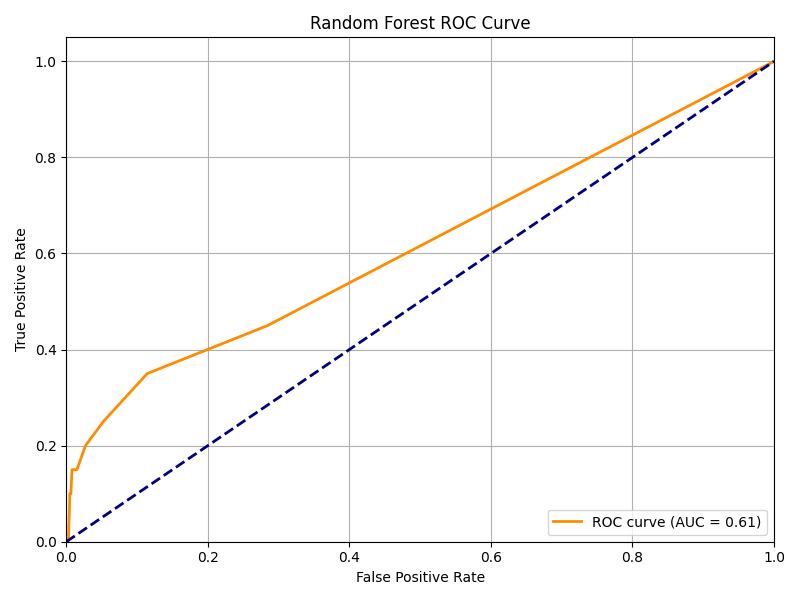 Random Forest ROC Curve
True Positive Rate
1.0
0.8
0.6
0.4
0.2
0.0
ROC curve (AUC = 0.61)
0.0 0.2 0.4 0.6 0.8 1.0
False Positive Rate